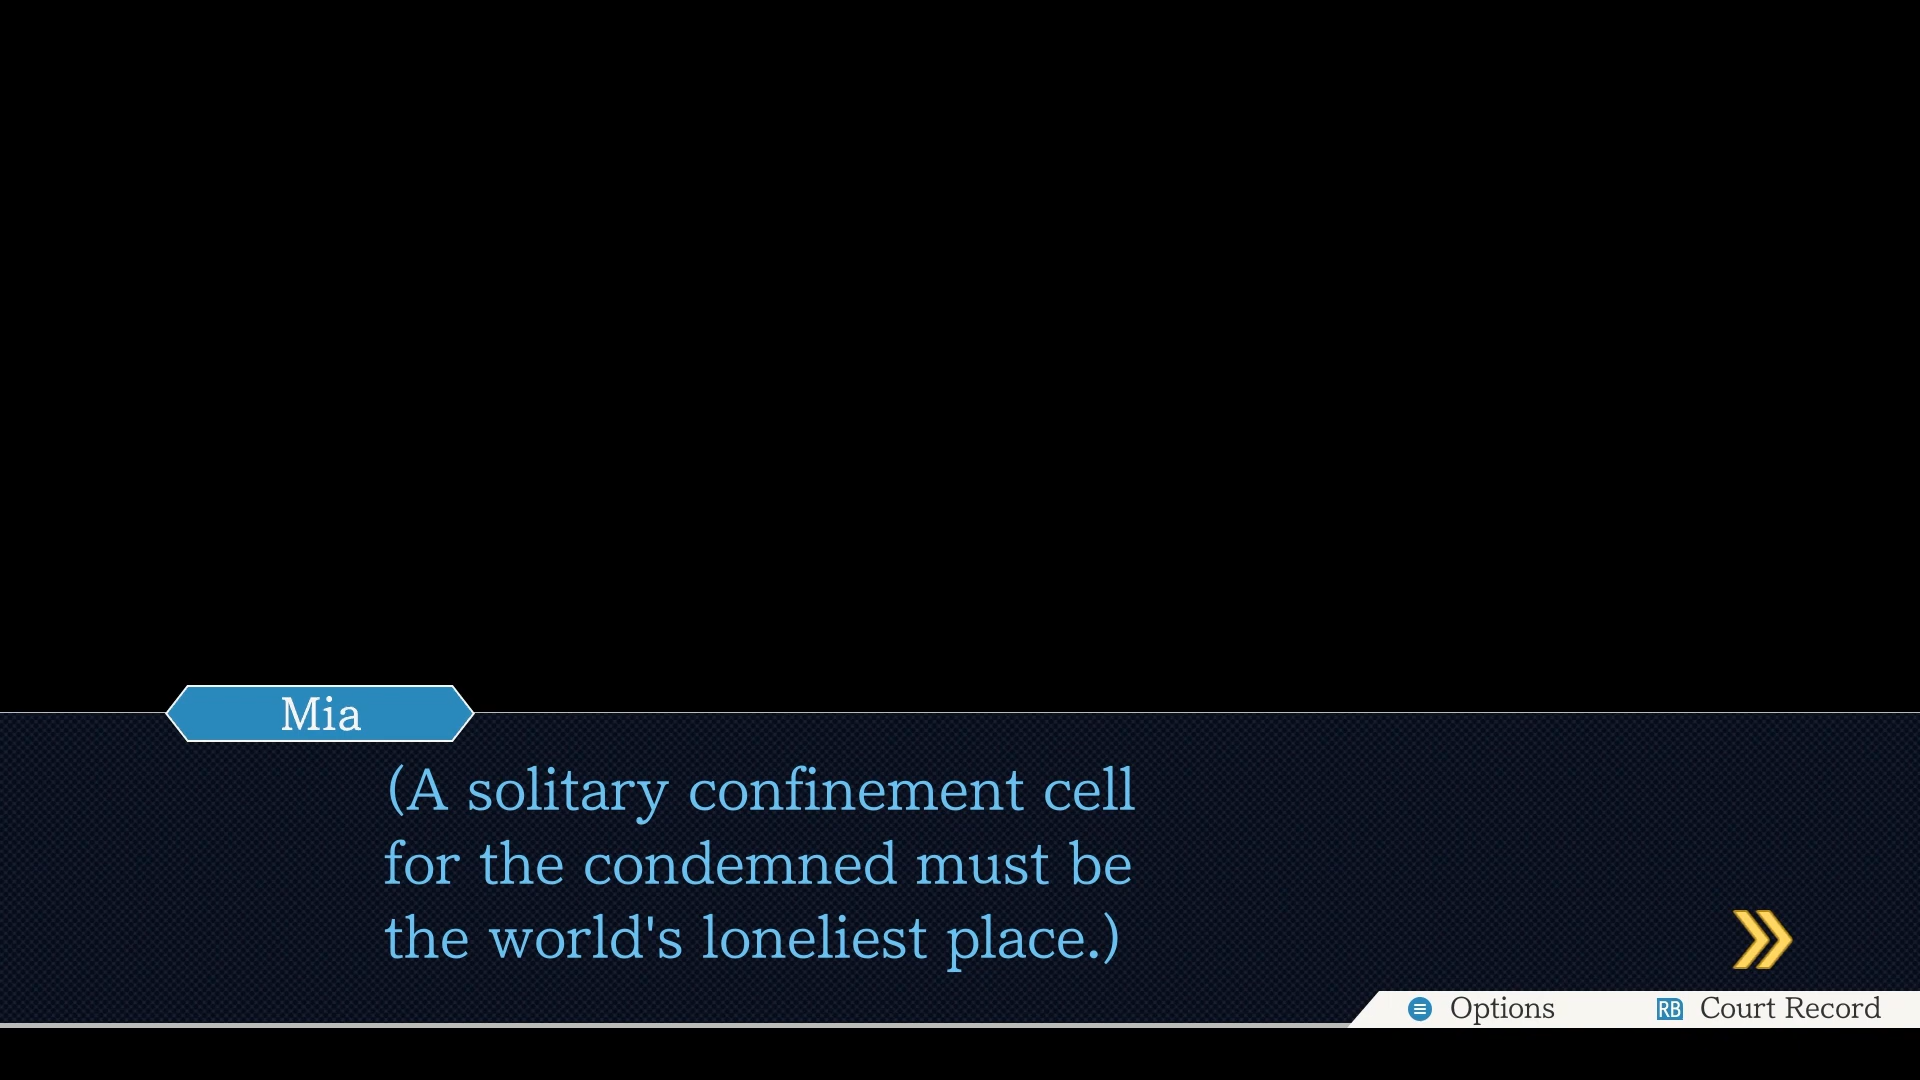 Mia
(A solitary confinement cell
for the condemned must be
the world's loneliest place.)
Options
RB Court Record